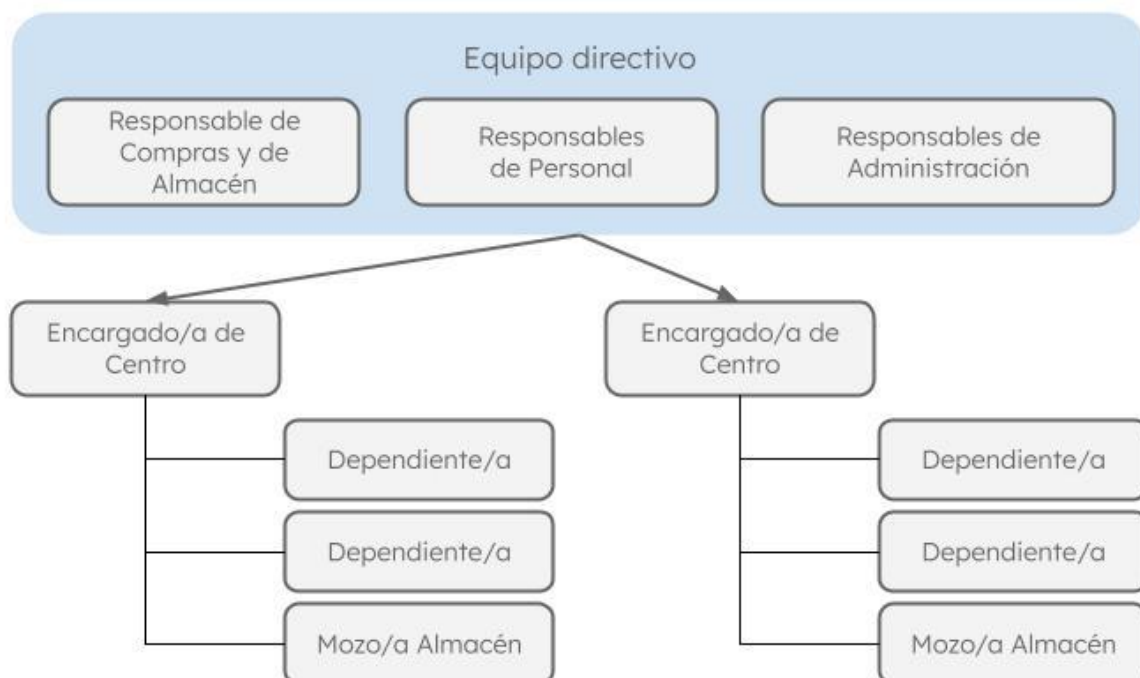 Equipo directivo
Responsable de
Compras y de
Almacén
Responsables
de Personal
Responsables de
Administración
Encargado/a de
Centro
Encargado/a de
Centro
Dependiente/a
Dependiente/a
Dependiente/a
Dependiente/a
Mozo/a Almacén
Mozo/a Almacén